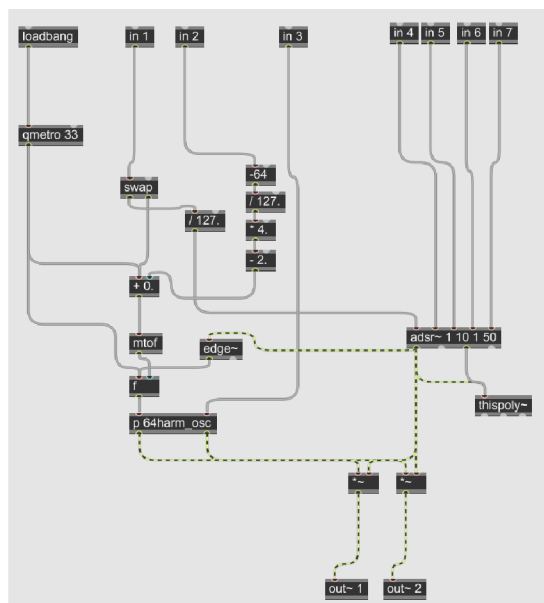 loadbang
in 1
in 2
in 3
in 4
in 5
in 6
in 7
qmetro 33
-64
swap
/ 127.
/ 127.
* 4.
- 2.
+ 0.
mtof
edge~
adsr~ 1 10 1 50
f
thispoly~
p 64harm_osc
*~
*~
out~ 1
out~ 2